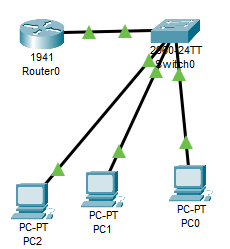 1941
Router0
2960-24TT
Switch0
PC-PT
PC2
PC-PT
PC1
PC-PT
PC0